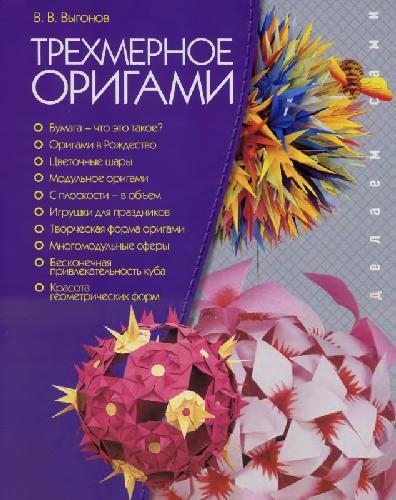 В. В. Выгонов
ТРЕХМЕРНОЕ
ОРИГАМИ
Бумага – что это такое?
Оригами в Рождество
Цветочные шары
Модульное оригами
С плоскости – в объем
Игрушки для праздников
Творческая форма оригами
Многомодульные сферы
Бесконечная
привлекательность куба
Красота
геометрических форм
делаем сами